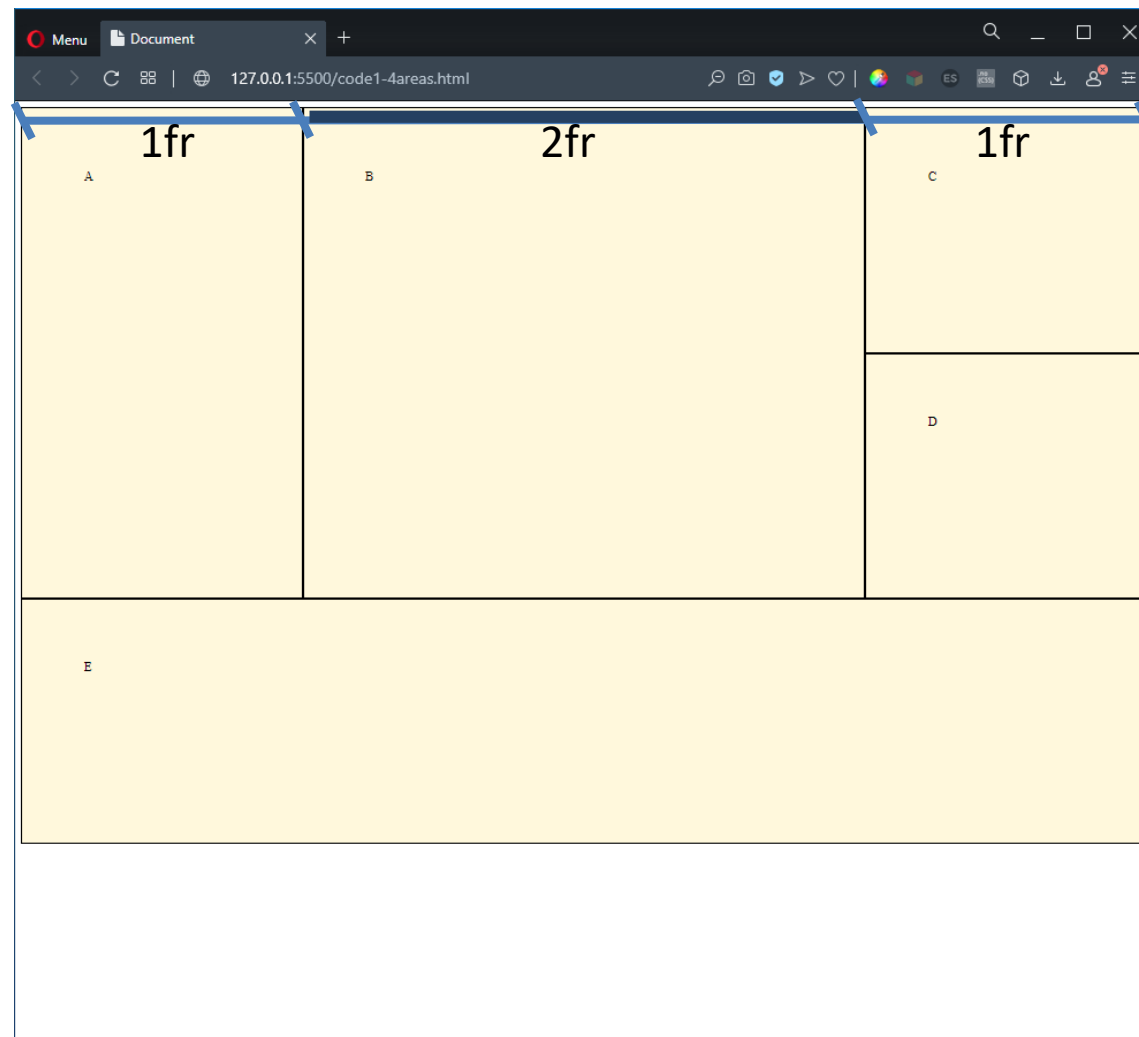 Menu Document
127.0.0.1:5500/code1-4areas.html ES
1fr 2fr 1fr
A B C
D
E